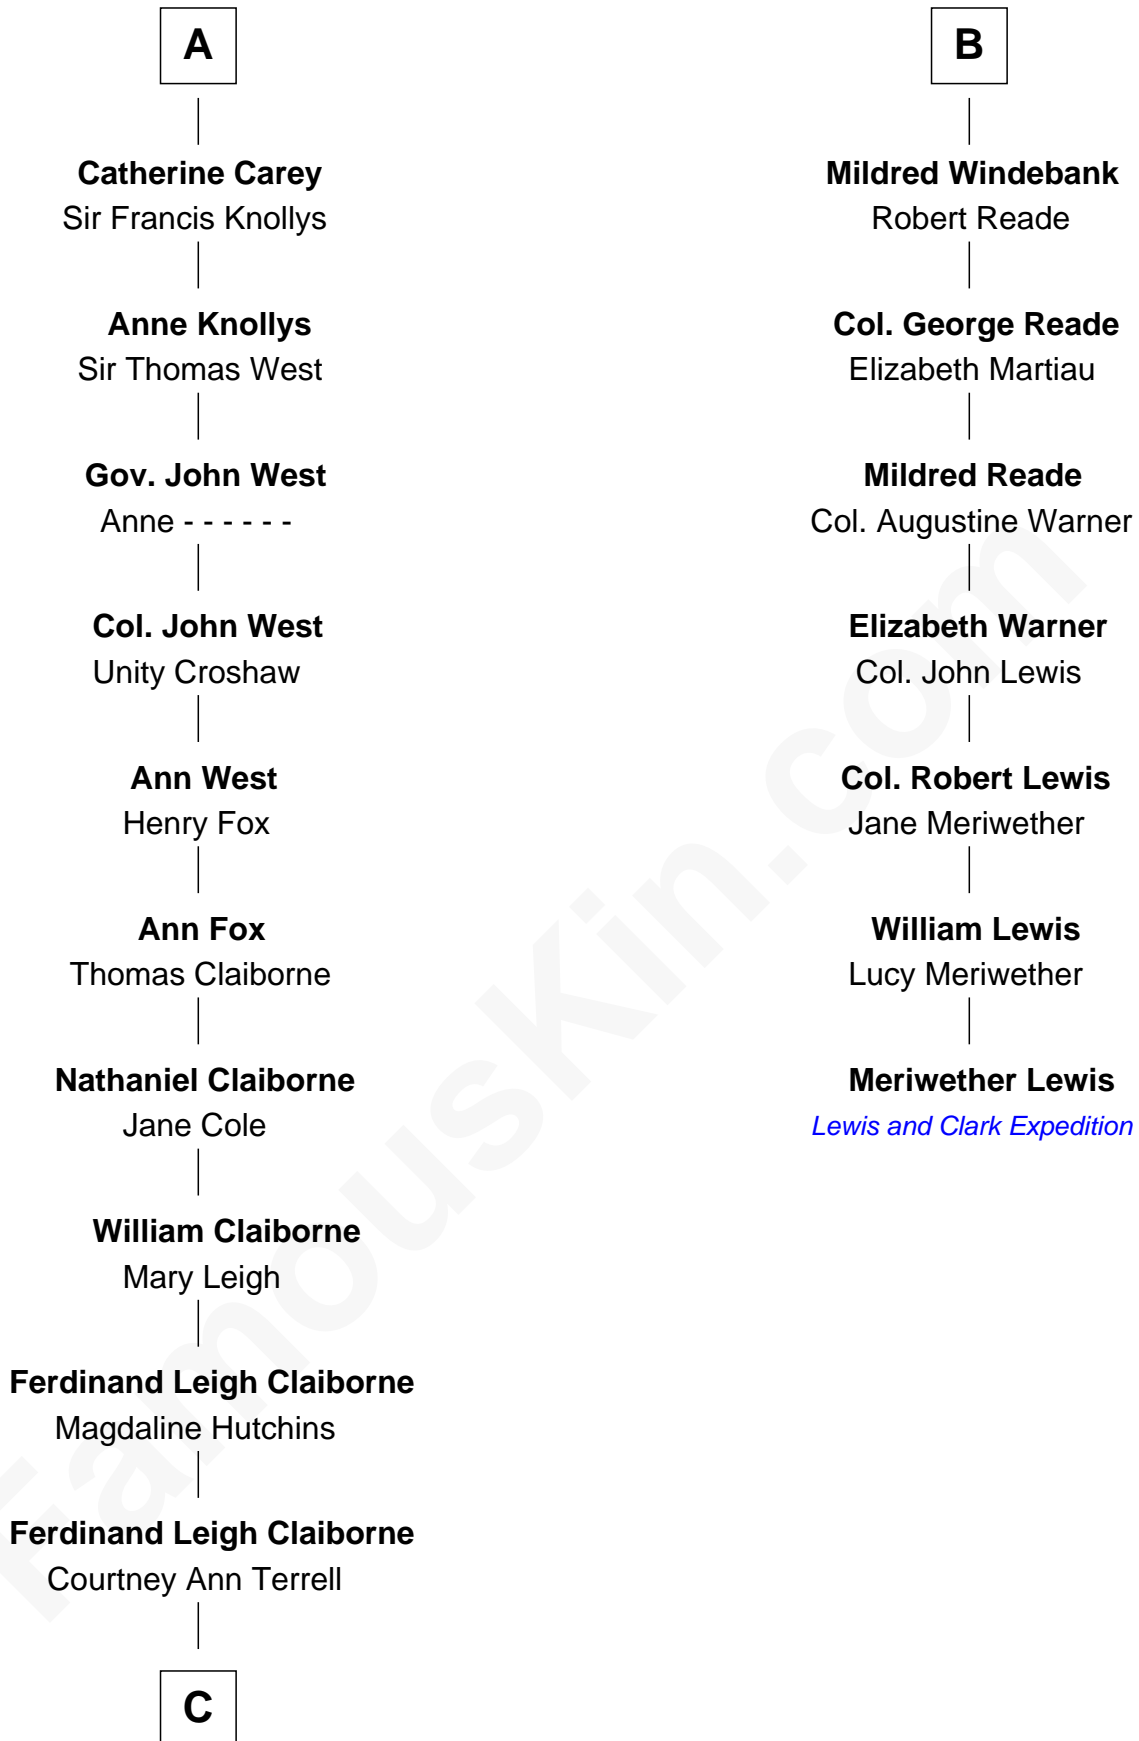 A
Catherine Carey
Sir Francis Knollys
Anne Knollys
Sir Thomas West
Gov. John West
Anne - - - - - -
Col. John West
Unity Croshaw
Ann West
Henry Fox
Ann Fox
Thomas Claiborne
Nathaniel Claiborne
Jane Cole
William Claiborne
Mary Leigh
Ferdinand Leigh Claiborne
Magdaline Hutchins
Ferdinand Leigh Claiborne
Courtney Ann Terrell
C
B
Mildred Windebank
Robert Reade
Col. George Reade
Elizabeth Martiau
Mildred Reade
Col. Augustine Warner
Elizabeth Warner
Col. John Lewis
Col. Robert Lewis
Jane Meriwether
William Lewis
Lucy Meriwether
Meriwether Lewis
Lewis and Clark Expedition
FamousKin.com